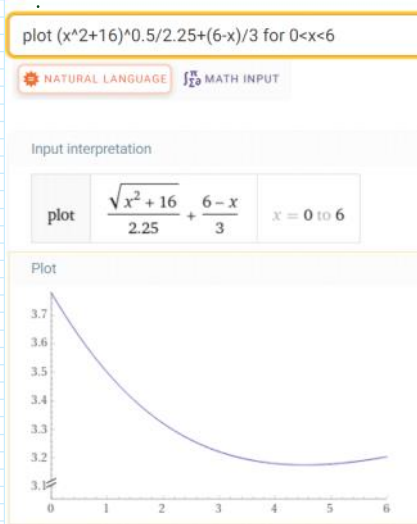 plot (x^2+16)^0.5/2.25+(6-x)/3 for 0<x<6
NATURAL LANGUAGE
∫Σ∂π MATH INPUT
Input interpretation
plot √(x² + 16)/2.25 + (6 − x)/3 x = 0 to 6
Plot
3.7
3.6
3.5
3.4
3.3
3.2
3.1
0 1 2 3 4 5 6